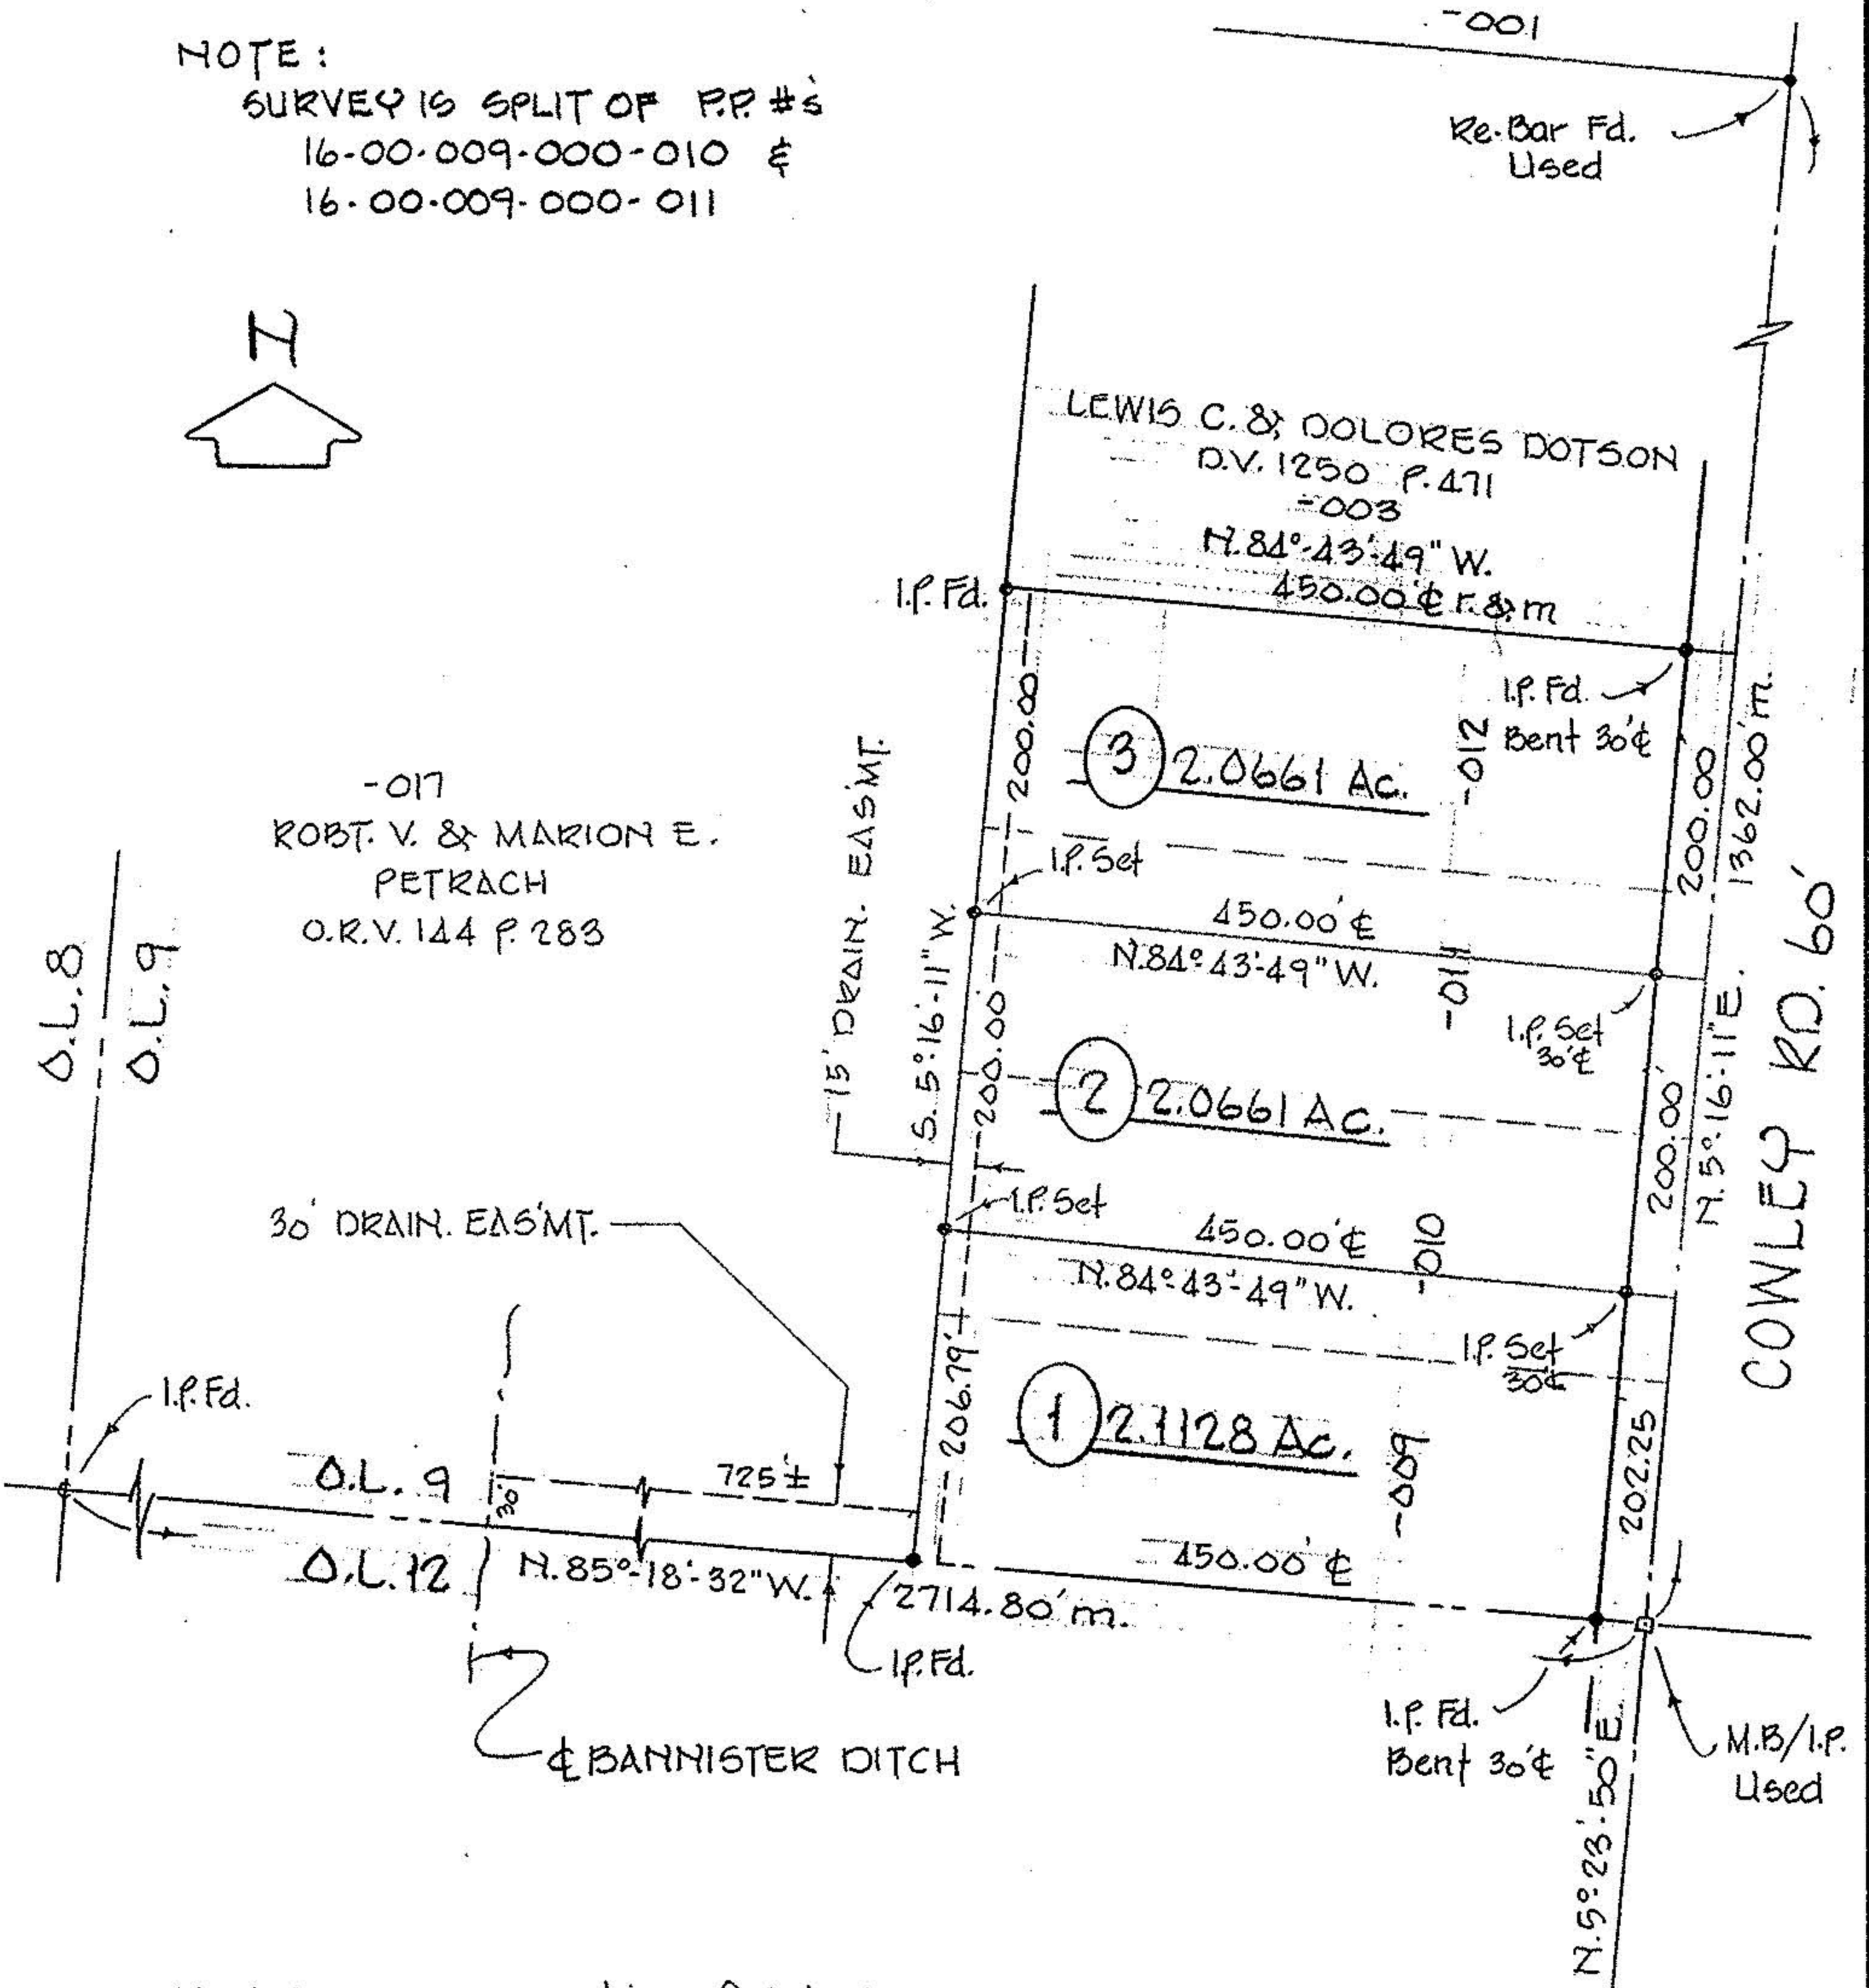 NOTE :
SURVEY IS SPLIT OF P.P. #'s
16-00-009-000-010 &
16-00-009-000-011
-001
Re-Bar Fd.
Used
N
LEWIS C. & DOLORES DOTSON
D.V. 1250 P. 471
-003
N. 84°-43'-49" W.
450.00' ℄ r. & m
I.P. Fd.
I.P. Fd.
Bent 30' ℄
200.00
3 2.0661 Ac.
-012
200.00
1362.00' m.
COWLEY RD. 60'
-017
ROBT. V. & MARION E.
PETRACH
O.R.V. 144 P. 283
15' DRAIN. EAS'MT.
I.P. Set
450.00' ℄
N. 84°-43'-49" W.
-011
I.P. Set
30' ℄
S. 5°-16'-11" W.
200.00
2 2.0661 Ac.
200.00'
N. 5°-16'-11" E.
O.L. 8
O.L. 9
30' DRAIN. EAS'MT.
I.P. Set
450.00' ℄
N. 84°-43'-49" W.
-010
I.P. Set
30' ℄
206.79'
1 2.1128 Ac.
-009
202.25'
I.P. Fd.
O.L. 9
30'
725' ±
O.L. 12
N. 85°-18'-32" W.
450.00' ℄
2714.80' m.
I.P. Fd.
℄ BANNISTER DITCH
I.P. Fd.
Bent 30' ℄
M.B/I.P.
Used
N. 5°-23'-50" E.